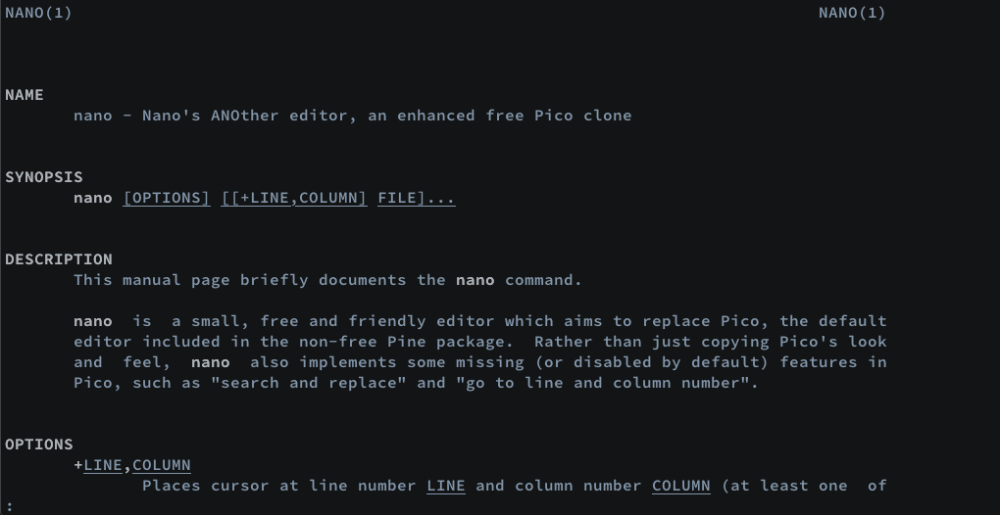 NANO(1) NANO(1)
NAME
nano - Nano's ANOther editor, an enhanced free Pico clone
SYNOPSIS
nano [OPTIONS] [[+LINE,COLUMN] FILE]...
DESCRIPTION
This manual page briefly documents the nano command.
nano is a small, free and friendly editor which aims to replace Pico, the default
editor included in the non-free Pine package. Rather than just copying Pico's look
and feel, nano also implements some missing (or disabled by default) features in
Pico, such as "search and replace" and "go to line and column number".
OPTIONS
+LINE,COLUMN
Places cursor at line number LINE and column number COLUMN (at least one of
: